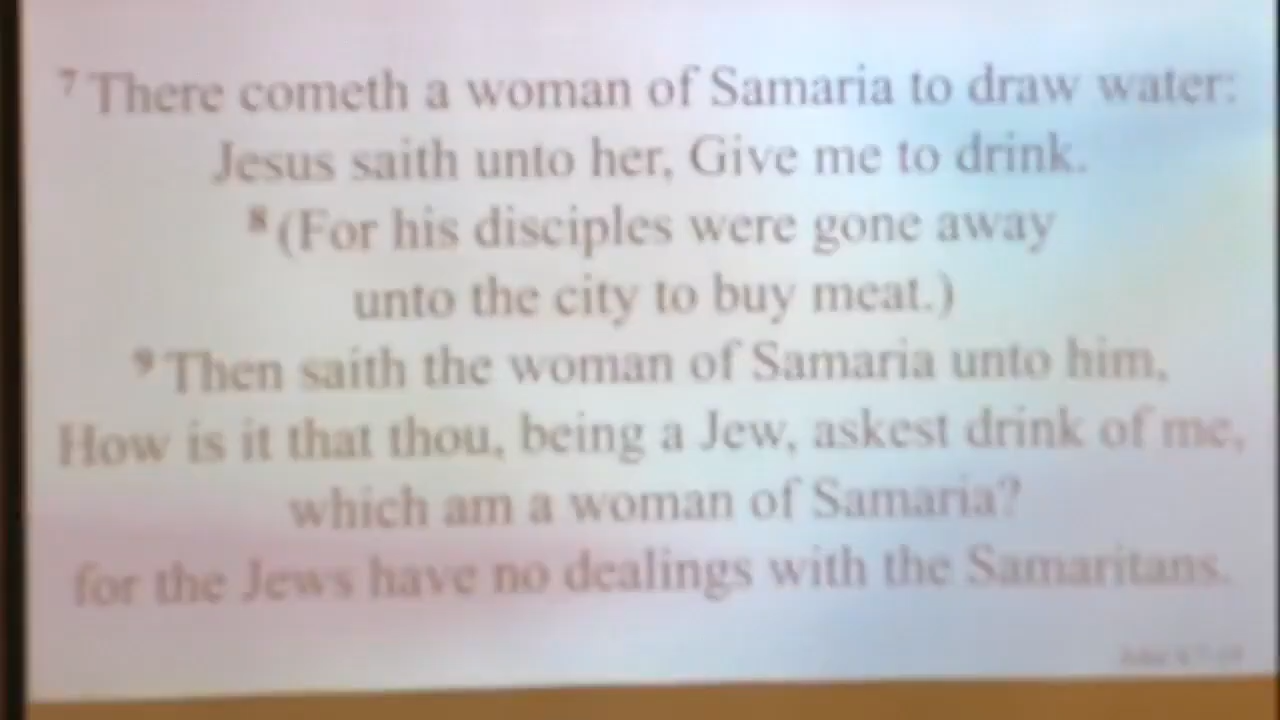 7 There cometh a woman of Samaria to draw water:
Jesus saith unto her, Give me to drink.
8 (For his disciples were gone away
unto the city to buy meat.)
9 Then saith the woman of Samaria unto him,
How is it that thou, being a Jew, askest drink of me,
which am a woman of Samaria?
for the Jews have no dealings with the Samaritans.